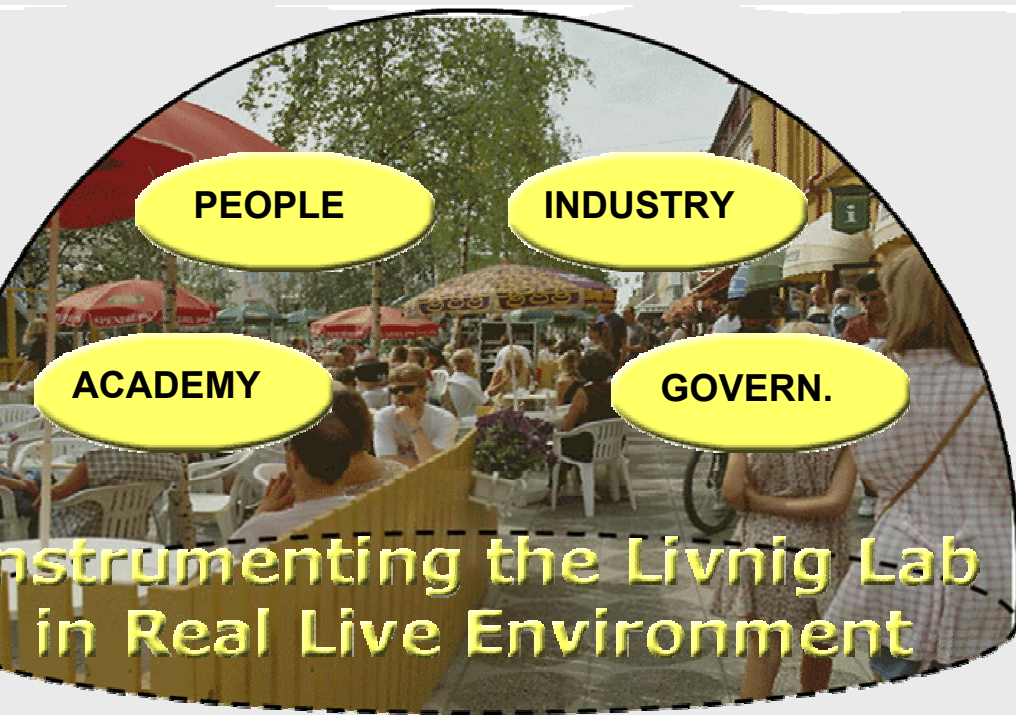 PEOPLE
INDUSTRY
i
ACADEMY
GOVERN.
nstrumenting the Livnig Lab
in Real Live Environment